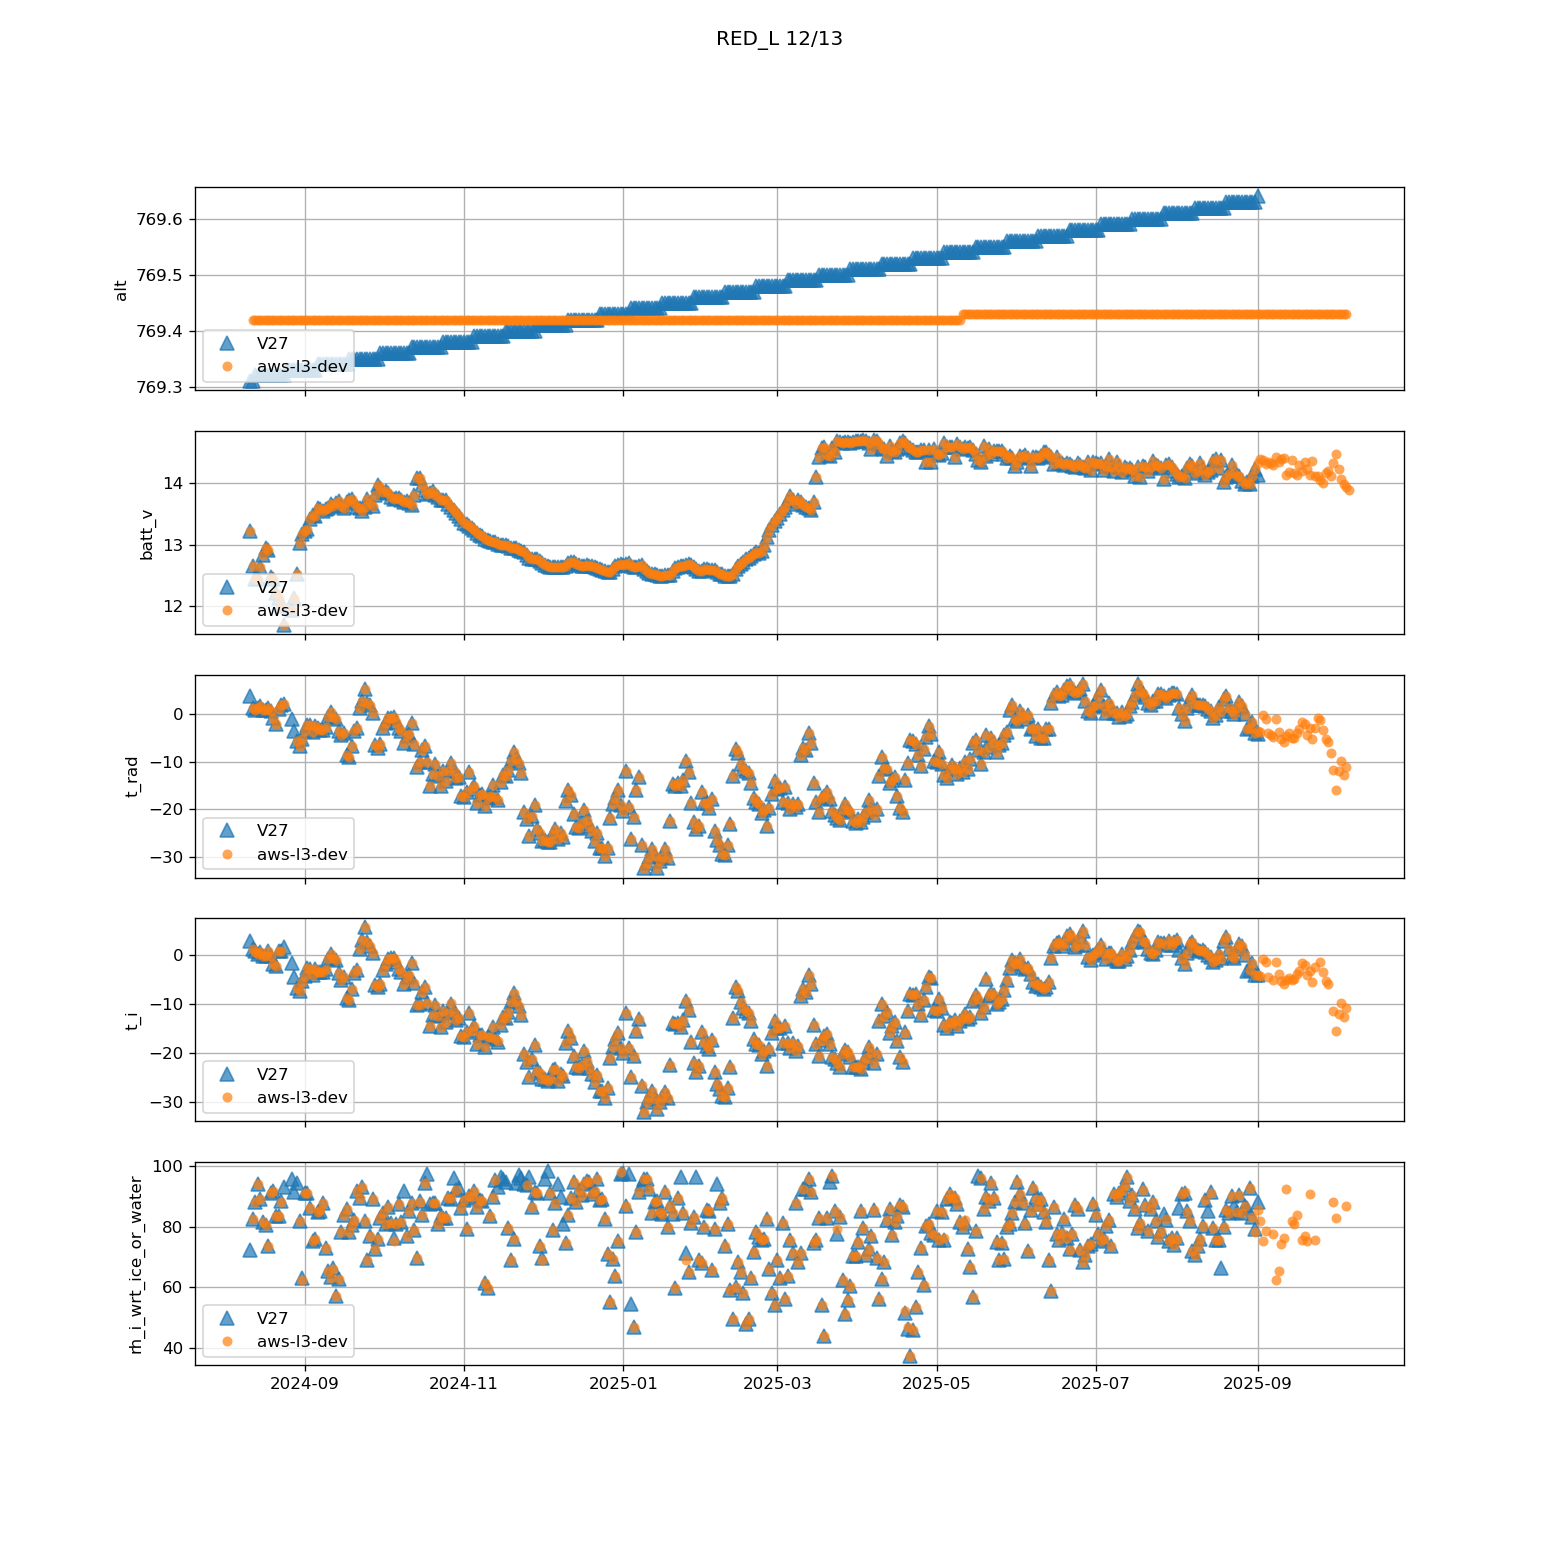 RED_L 12/13
alt
769.6
769.5
769.4
769.3
V27
aws-l3-dev
batt_v
14
13
12
V27
aws-l3-dev
t_rad
0
−10
−20
−30
V27
aws-l3-dev
t_i
0
−10
−20
−30
V27
aws-l3-dev
rh_i_wrt_ice_or_water
100
80
60
40
V27
aws-l3-dev
2024-09 2024-11 2025-01 2025-03 2025-05 2025-07 2025-09